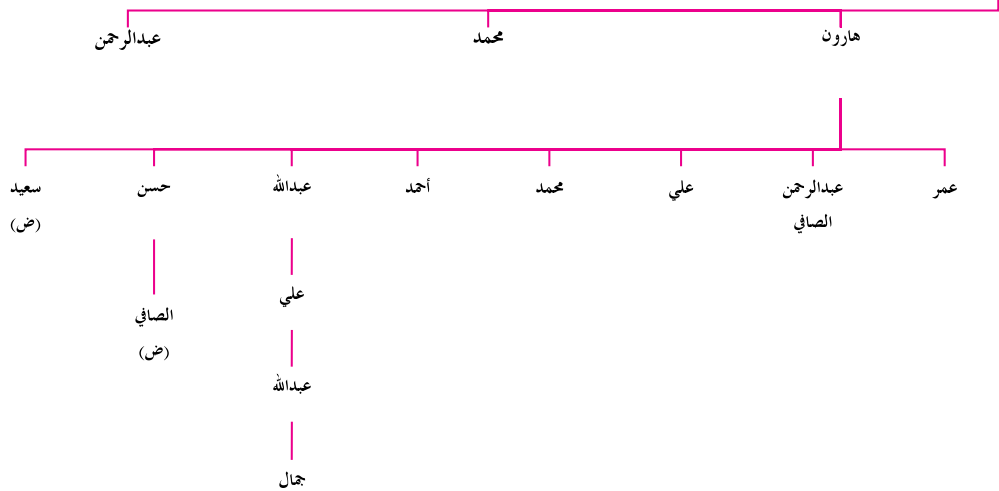 هارون محمد عبدالرحمن
عمر عبدالرحمن علي محمد أحمد عبدالله حسن سعيد
الصافي (ض)
علي
الصافي
(ض)
عبدالله
جمال